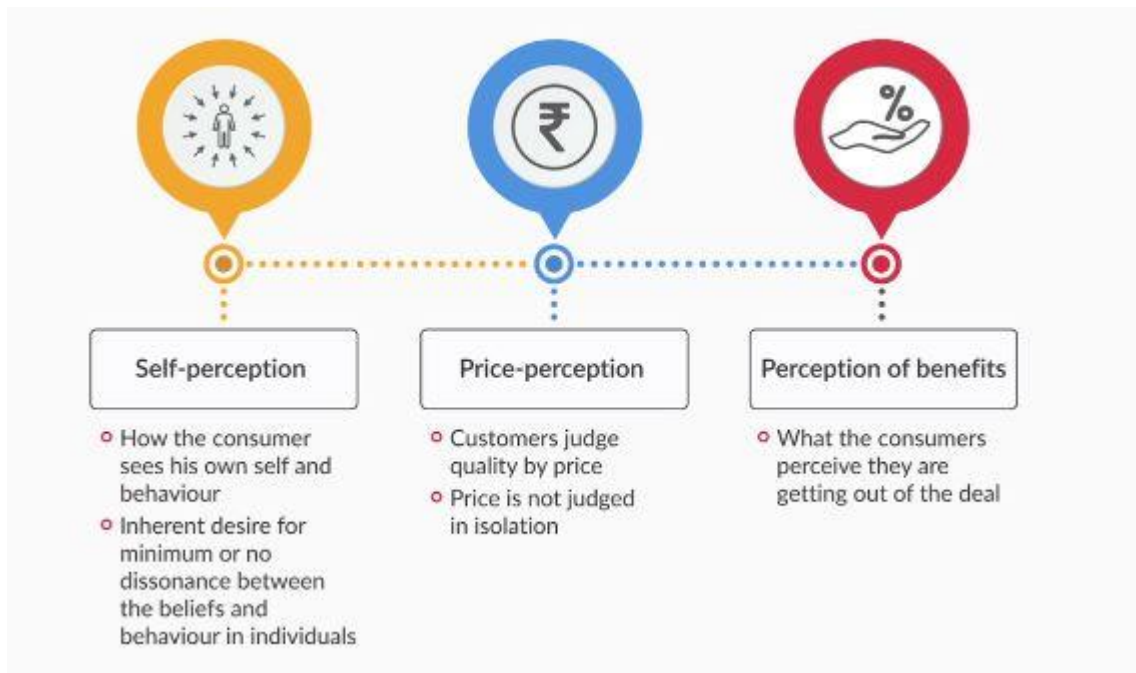 ₹
%
Self-perception
How the consumer
sees his own self and
behaviour
Inherent desire for
minimum or no
dissonance between
the beliefs and
behaviour in individuals
Price-perception
Customers judge
quality by price
Price is not judged
in isolation
Perception of benefits
What the consumers
perceive they are
getting out of the deal